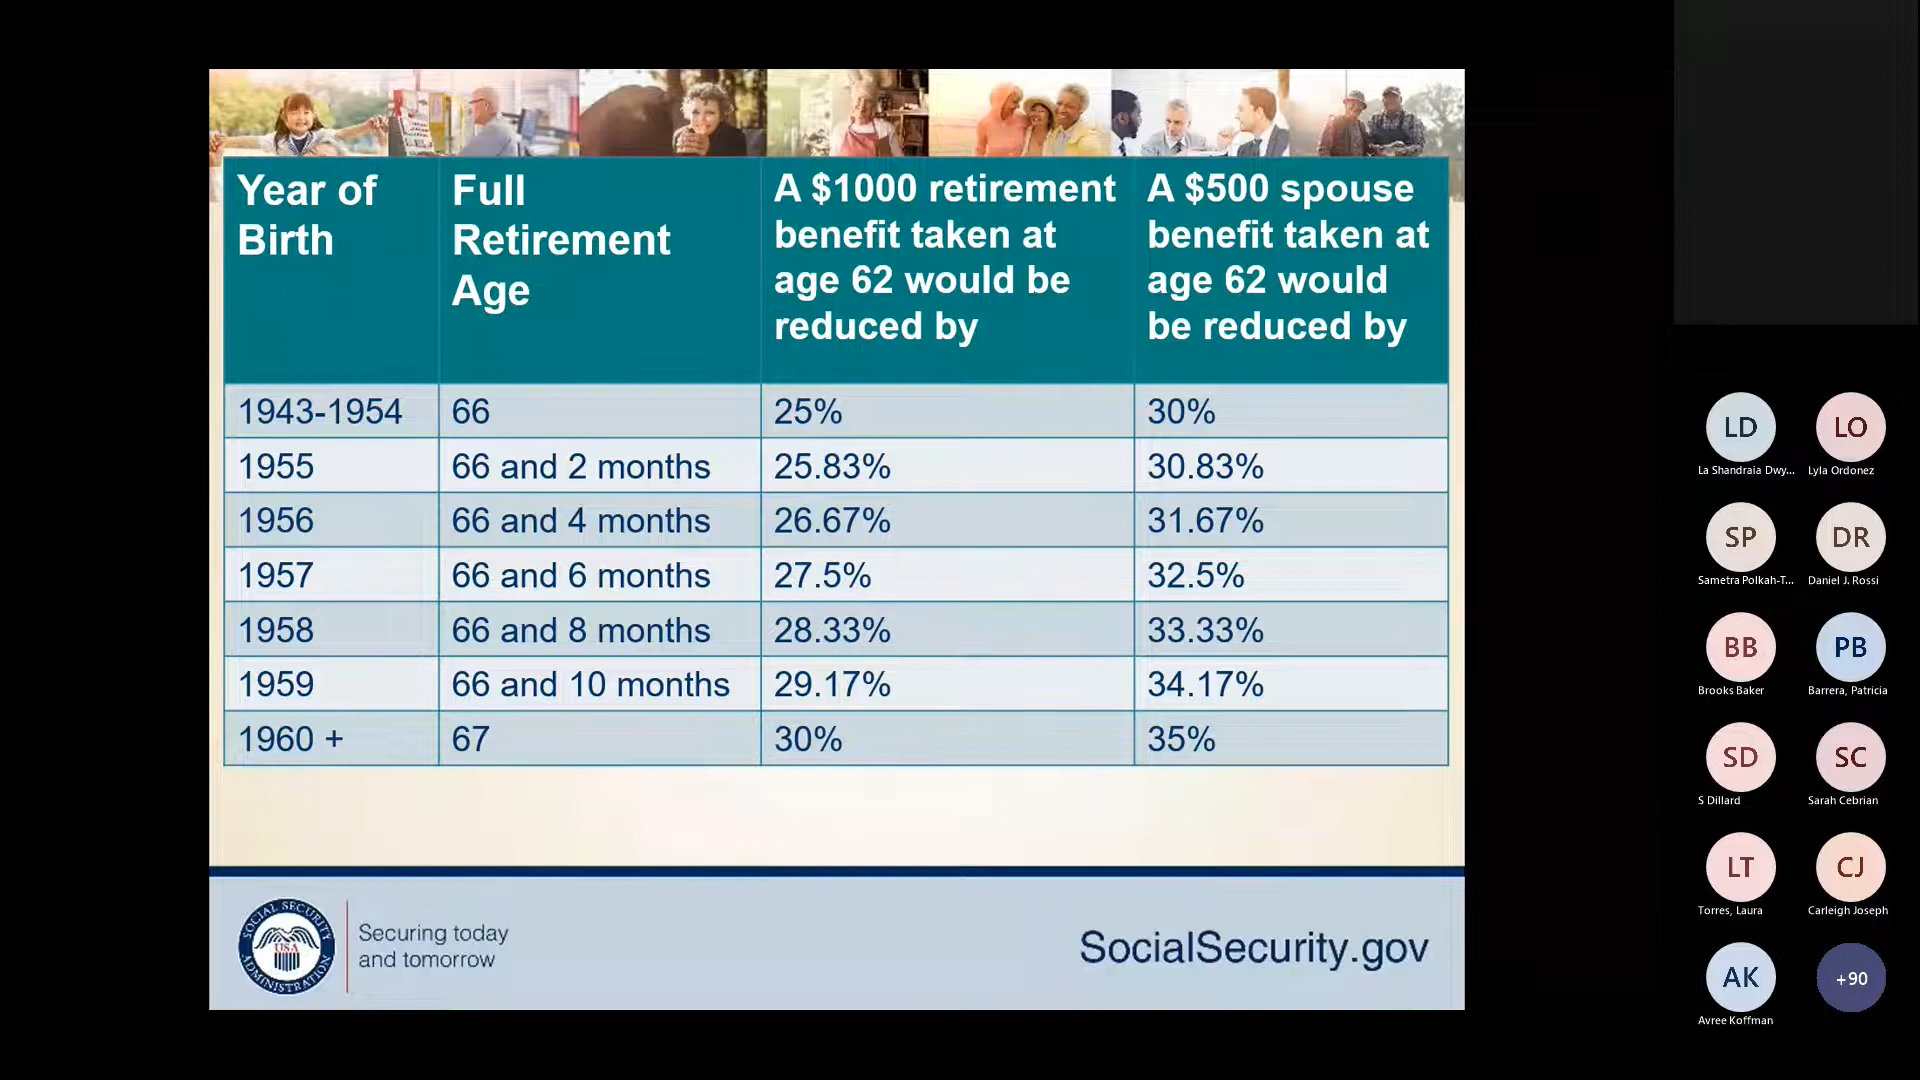 Year of
Birth
Full
Retirement
Age
A $1000 retirement
benefit taken at
age 62 would be
reduced by
A $500 spouse
benefit taken at
age 62 would
be reduced by
1943-1954 66 25% 30%
1955 66 and 2 months 25.83% 30.83%
1956 66 and 4 months 26.67% 31.67%
1957 66 and 6 months 27.5% 32.5%
1958 66 and 8 months 28.33% 33.33%
1959 66 and 10 months 29.17% 34.17%
1960 + 67 30% 35%
SOCIAL SECURITY
ADMINISTRATION
USA
Securing today
and tomorrow
SocialSecurity.gov
LD LO
La Shandraia Dwy... Lyla Ordonez
SP DR
Sametra Polkah-T... Daniel J. Rossi
BB PB
Brooks Baker Barrera, Patricia
SD SC
S Dillard Sarah Cebrian
LT CJ
Torres, Laura Carleigh Joseph
AK +90
Avree Koffman